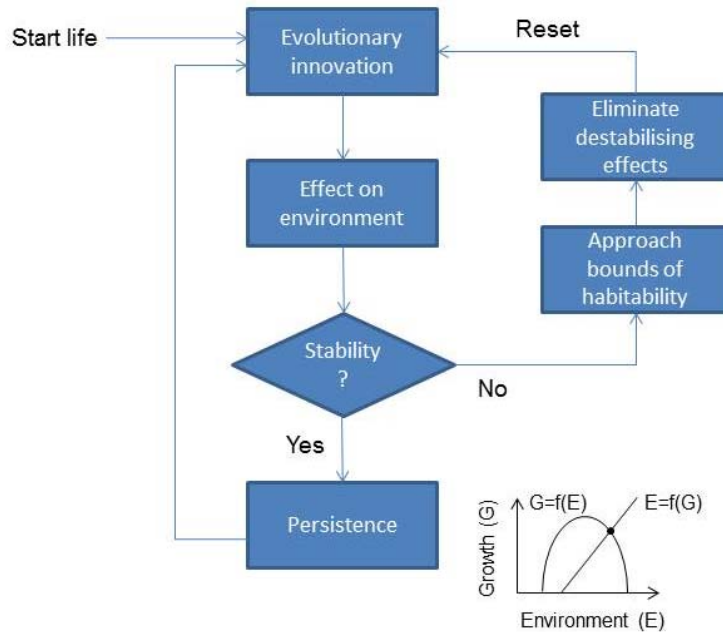 Start life
Evolutionary
innovation
Reset
Eliminate
destabilising
effects
Effect on
environment
Approach
bounds of
habitability
Stability
?
No
Yes
Persistence
G=f(E)
E=f(G)
Growth (G)
Environment (E)